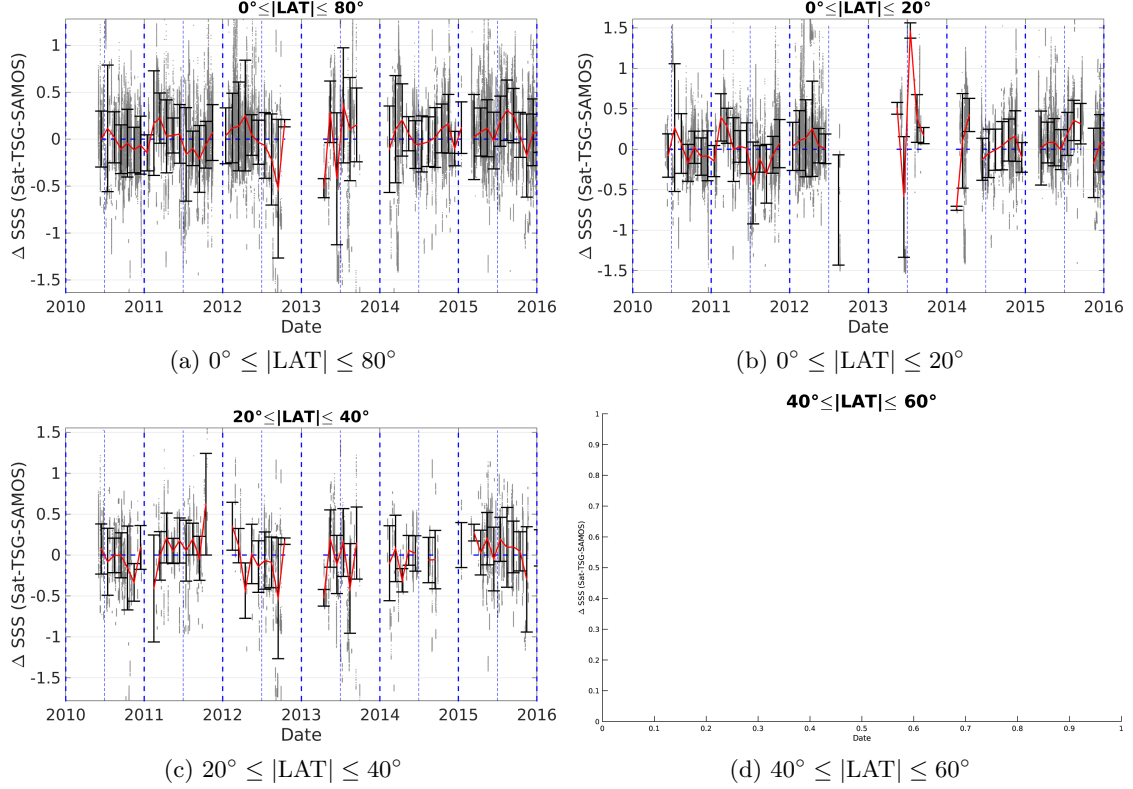 0°≤|LAT|≤ 80°
1
0.5
0
-0.5
-1
-1.5
Δ SSS (Sat-TSG-SAMOS)
2010 2011 2012 2013 2014 2015 2016
Date
(a) 0° ≤ |LAT| ≤ 80°
0°≤|LAT|≤ 20°
1.5
1
0.5
0
-0.5
-1
-1.5
Δ SSS (Sat-TSG-SAMOS)
2010 2011 2012 2013 2014 2015 2016
Date
(b) 0° ≤ |LAT| ≤ 20°
20°≤|LAT|≤ 40°
1.5
1
0.5
0
-0.5
-1
-1.5
Δ SSS (Sat-TSG-SAMOS)
2010 2011 2012 2013 2014 2015 2016
Date
(c) 20° ≤ |LAT| ≤ 40°
40°≤|LAT|≤ 60°
1
0.9
0.8
0.7
0.6
0.5
0.4
0.3
0.2
0.1
0
Δ SSS (Sat-TSG-SAMOS)
0 0.1 0.2 0.3 0.4 0.5 0.6 0.7 0.8 0.9 1
Date
(d) 40° ≤ |LAT| ≤ 60°